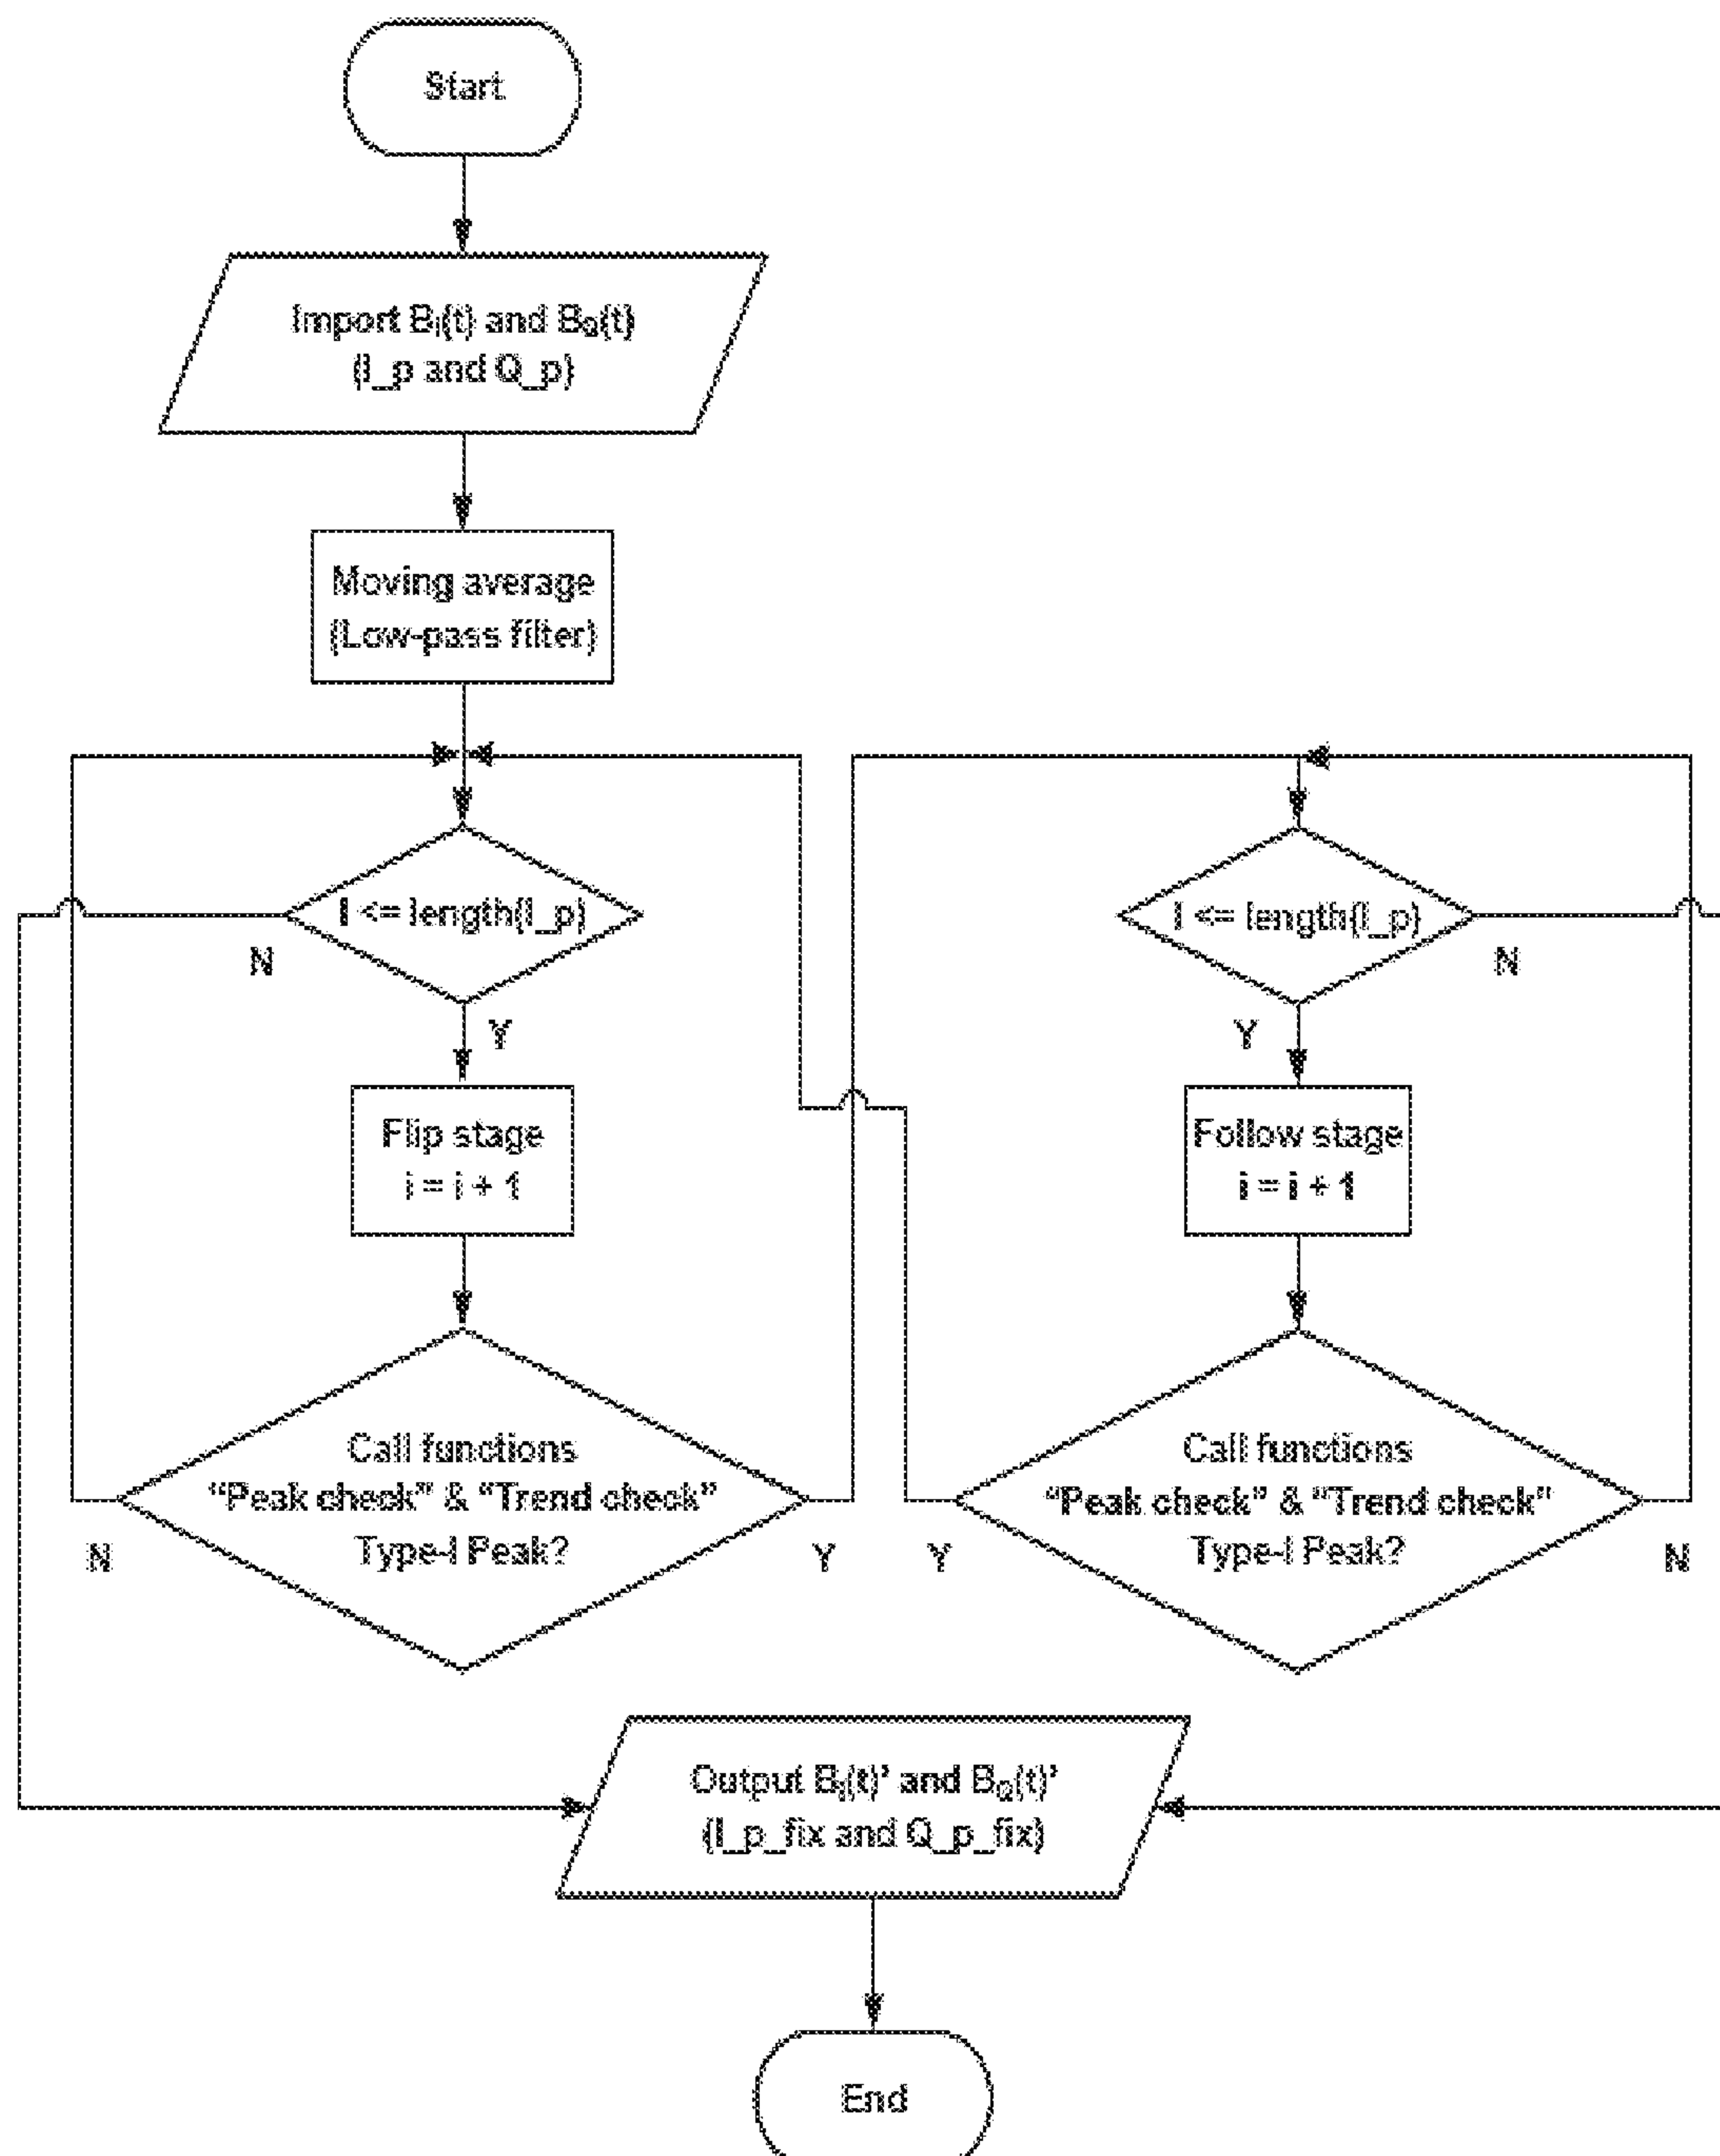 Start
Import B_I(t) and B_Q(t)
(I_p and Q_p)
Moving average
(Low-pass filter)
I <= length(I_p)
N
Y
Flip stage
i = i + 1
Call functions
“Peak check” & “Trend check”
Type-I Peak?
N
Y
I <= length(I_p)
N
Y
Follow stage
i = i + 1
Call functions
“Peak check” & “Trend check”
Type-I Peak?
Y
N
Output B_I(t)’ and B_Q(t)’
(I_p_fix and Q_p_fix)
End